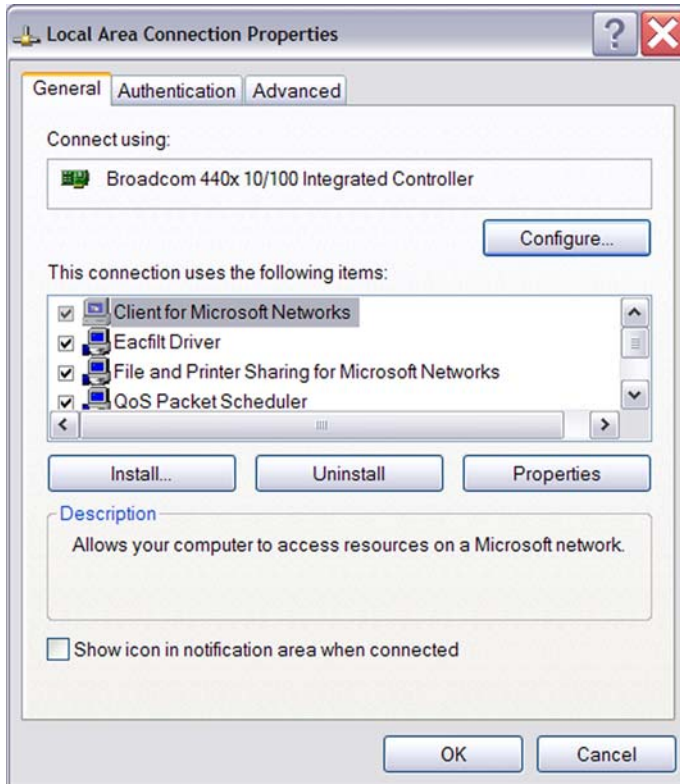 Local Area Connection Properties
General Authentication Advanced
Connect using:
Broadcom 440x 10/100 Integrated Controller
Configure...
This connection uses the following items:
Client for Microsoft Networks
Eacfilt Driver
File and Printer Sharing for Microsoft Networks
QoS Packet Scheduler
Install... Uninstall Properties
Description
Allows your computer to access resources on a Microsoft network.
Show icon in notification area when connected
OK Cancel